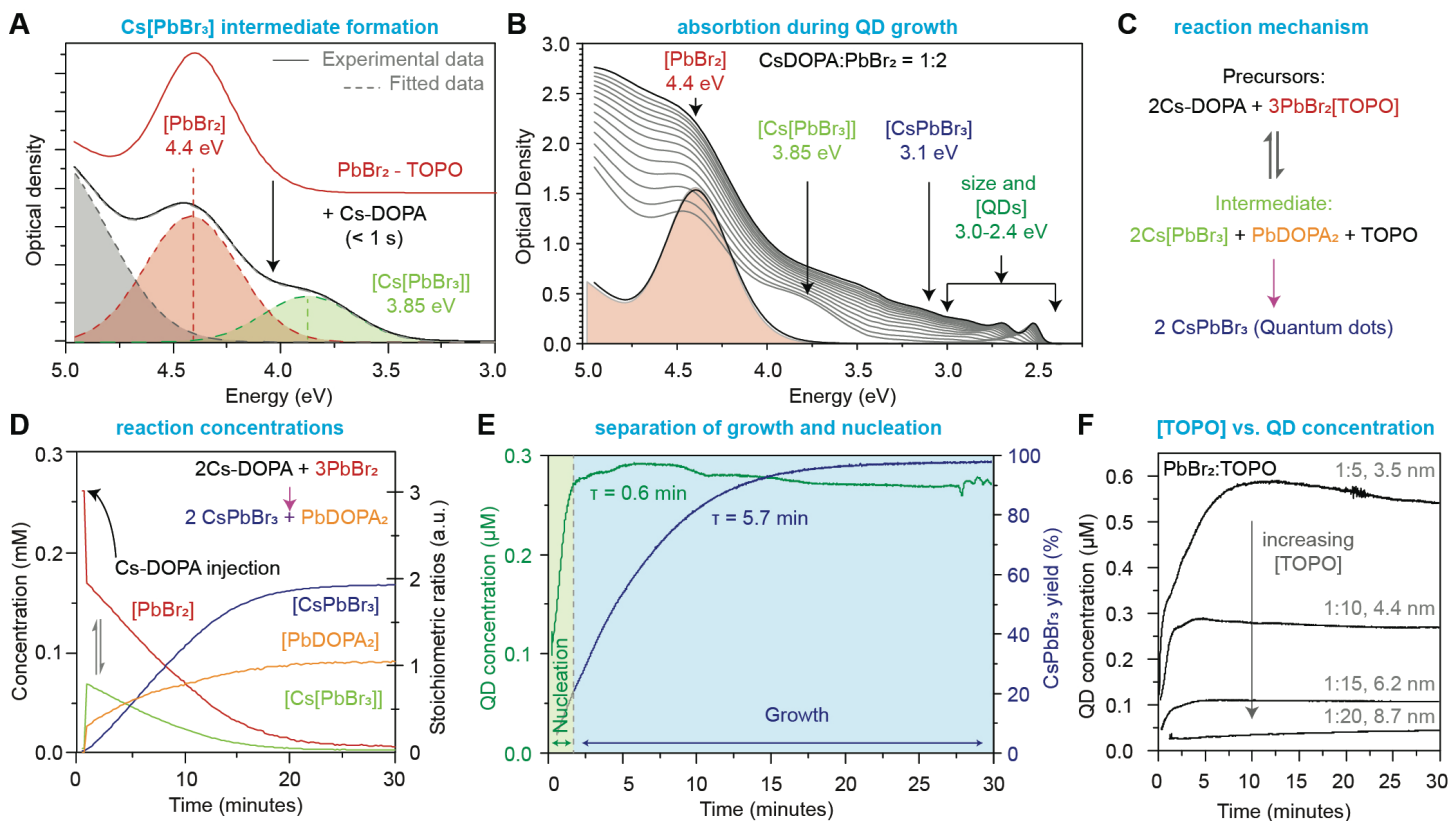 A Cs[PbBr₃] intermediate formation
Experimental data
Fitted data
[PbBr₂]
4.4 eV
PbBr₂ - TOPO
+ Cs-DOPA
(< 1 s)
[Cs[PbBr₃]]
3.85 eV
Optical density
5.0 4.5 4.0 3.5 3.0
Energy (eV)
B absorbtion during QD growth
[PbBr₂]
4.4 eV
CsDOPA:PbBr₂ = 1:2
[Cs[PbBr₃]]
3.85 eV
[CsPbBr₃]
3.1 eV
size and
[QDs]
3.0-2.4 eV
Optical Density
3.0
2.5
2.0
1.5
1.0
0.5
0.0
5.0 4.5 4.0 3.5 3.0 2.5
Energy (eV)
C reaction mechanism
Precursors:
2Cs-DOPA + 3PbBr₂[TOPO]
Intermediate:
2Cs[PbBr₃] + PbDOPA₂ + TOPO
2 CsPbBr₃ (Quantum dots)
D reaction concentrations
2Cs-DOPA + 3PbBr₂
2 CsPbBr₃ + PbDOPA₂
Cs-DOPA injection
[PbBr₂]
[CsPbBr₃]
[PbDOPA₂]
[Cs[PbBr₃]]
Concentration (mM)
0.3
0.2
0.1
0.0
Stoichiometric ratios (a.u.)
3
2
1
0
0 10 20 30
Time (minutes)
E separation of growth and nucleation
τ = 0.6 min
τ = 5.7 min
Nucleation
Growth
QD concentration (µM)
0.3
0.2
0.1
0.0
CsPbBr₃ yield (%)
100
80
60
40
20
0
0 5 10 15 20 25 30
Time (minutes)
F [TOPO] vs. QD concentration
PbBr₂:TOPO
1:5, 3.5 nm
increasing
[TOPO]
1:10, 4.4 nm
1:15, 6.2 nm
1:20, 8.7 nm
QD concentration (µM)
0.6
0.5
0.4
0.3
0.2
0.1
0.0
0 5 10 15 20 25 30
Time (minutes)